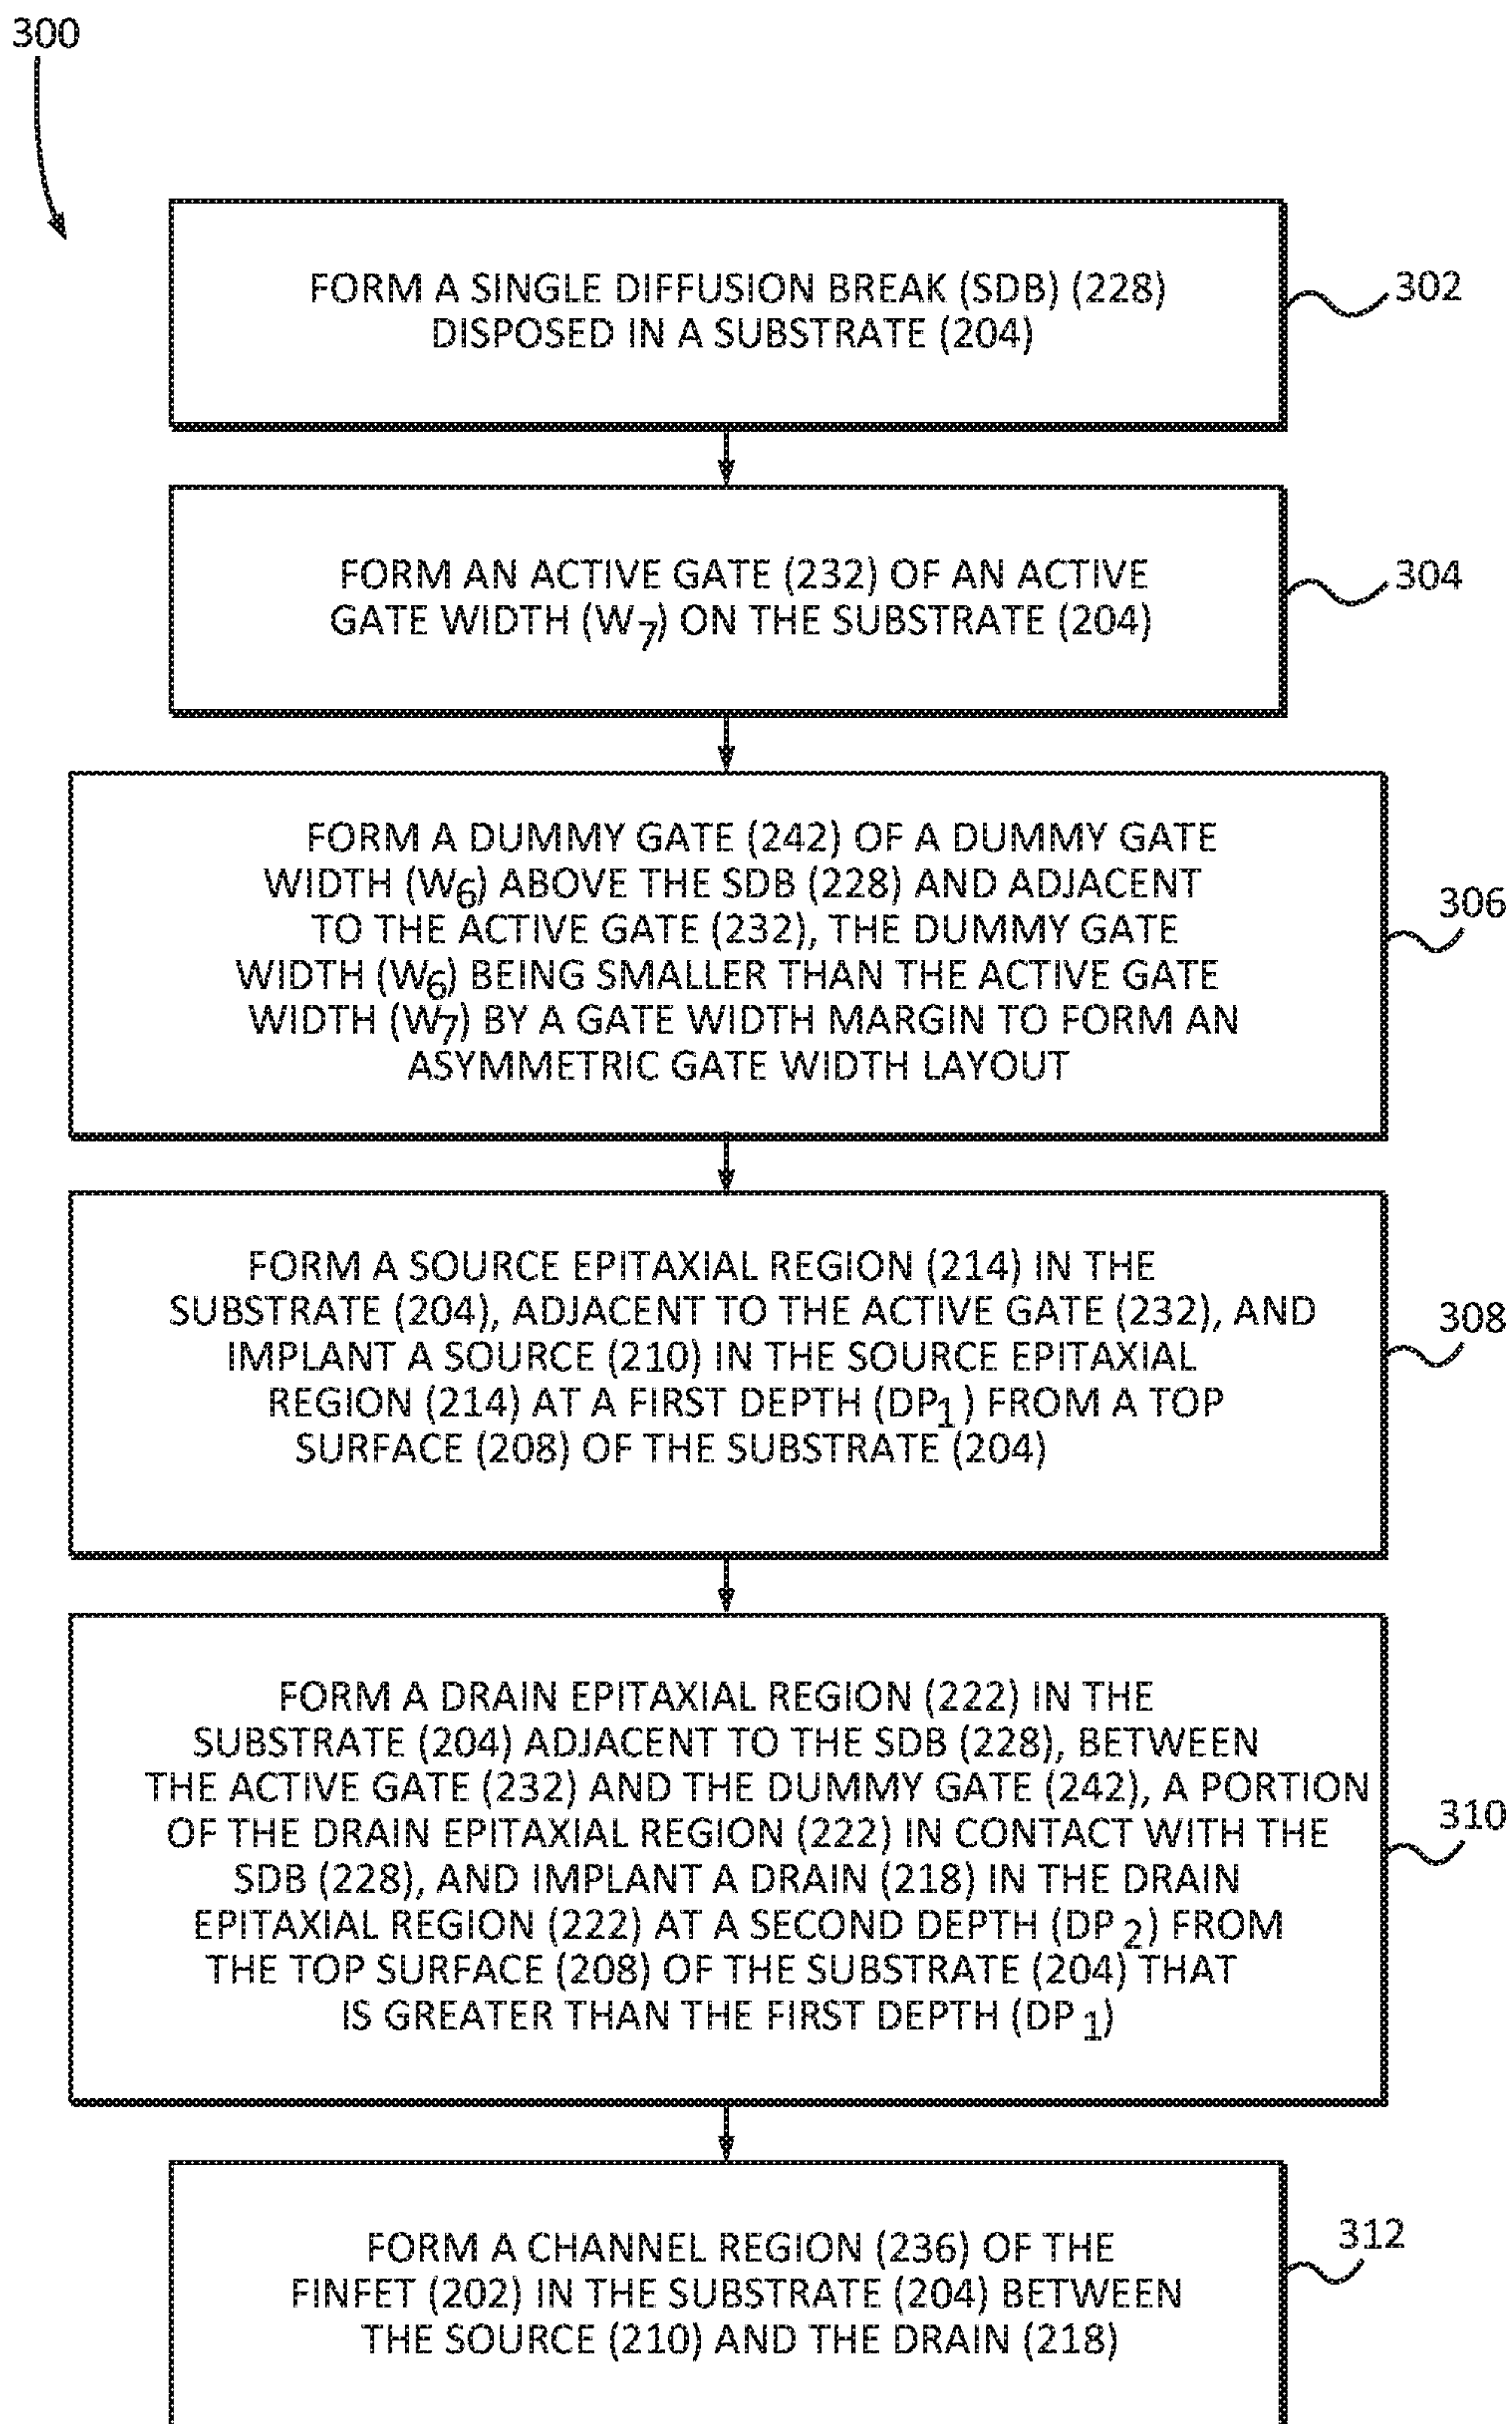 300
FORM A SINGLE DIFFUSION BREAK (SDB) (228)
DISPOSED IN A SUBSTRATE (204)
302
FORM AN ACTIVE GATE (232) OF AN ACTIVE
GATE WIDTH (W7) ON THE SUBSTRATE (204)
304
FORM A DUMMY GATE (242) OF A DUMMY GATE
WIDTH (W6) ABOVE THE SDB (228) AND ADJACENT
TO THE ACTIVE GATE (232), THE DUMMY GATE
WIDTH (W6) BEING SMALLER THAN THE ACTIVE GATE
WIDTH (W7) BY A GATE WIDTH MARGIN TO FORM AN
ASYMMETRIC GATE WIDTH LAYOUT
306
FORM A SOURCE EPITAXIAL REGION (214) IN THE
SUBSTRATE (204), ADJACENT TO THE ACTIVE GATE (232), AND
IMPLANT A SOURCE (210) IN THE SOURCE EPITAXIAL
REGION (214) AT A FIRST DEPTH (DP1) FROM A TOP
SURFACE (208) OF THE SUBSTRATE (204)
308
FORM A DRAIN EPITAXIAL REGION (222) IN THE
SUBSTRATE (204) ADJACENT TO THE SDB (228), BETWEEN
THE ACTIVE GATE (232) AND THE DUMMY GATE (242), A PORTION
OF THE DRAIN EPITAXIAL REGION (222) IN CONTACT WITH THE
SDB (228), AND IMPLANT A DRAIN (218) IN THE DRAIN
EPITAXIAL REGION (222) AT A SECOND DEPTH (DP2) FROM
THE TOP SURFACE (208) OF THE SUBSTRATE (204) THAT
IS GREATER THAN THE FIRST DEPTH (DP1)
310
FORM A CHANNEL REGION (236) OF THE
FINFET (202) IN THE SUBSTRATE (204) BETWEEN
THE SOURCE (210) AND THE DRAIN (218)
312